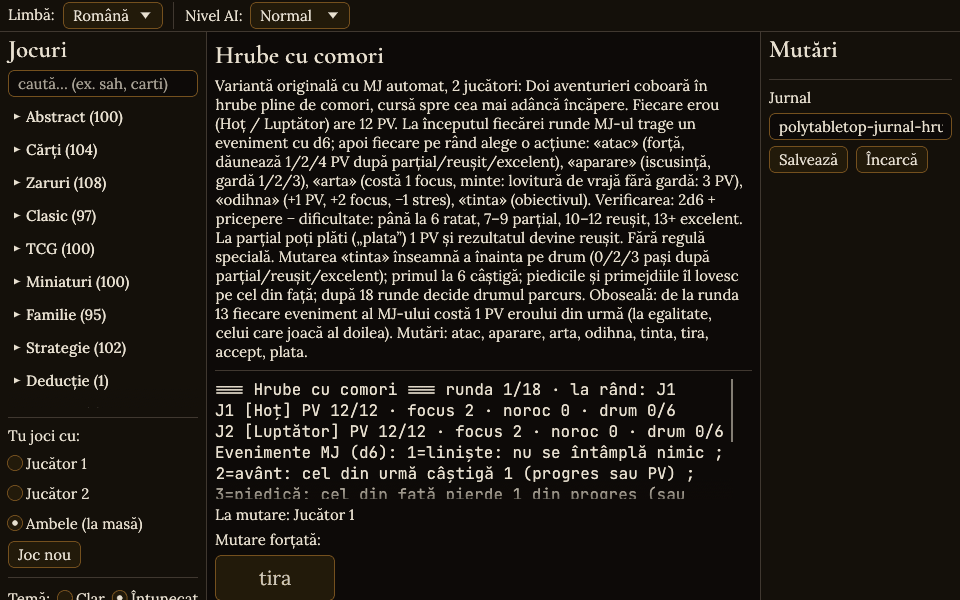 Limbă: Română ▼ Nivel AI: Normal ▼
Jocuri
caută... (ex. sah, carti)
▸ Abstract (100)
▸ Cărți (104)
▸ Zaruri (108)
▸ Clasic (97)
▸ TCG (100)
▸ Miniaturi (100)
▸ Familie (95)
▸ Strategie (102)
▸ Deducție (1)
Tu joci cu:
Jucător 1
Jucător 2
Ambele (la masă)
Joc nou
Temă: Clar Întunecat
Hrube cu comori
Variantă originală cu MJ automat, 2 jucători: Doi aventurieri coboară în
hrube pline de comori, cursă spre cea mai adâncă încăpere. Fiecare erou
(Hoț / Luptător) are 12 PV. La începutul fiecărei runde MJ-ul trage un
eveniment cu d6; apoi fiecare pe rând alege o acțiune: «atac» (forță,
dăunează 1/2/4 PV după parțial/reușit/excelent), «aparare» (iscusință,
gardă 1/2/3), «arta» (costă 1 focus, minte: lovitură de vrajă fără gardă: 3 PV),
«odihna» (+1 PV, +2 focus, −1 stres), «tinta» (obiectivul). Verificarea: 2d6 +
pricepere − dificultate: până la 6 ratat, 7–9 parțial, 10–12 reușit, 13+ excelent.
La parțial poți plăti („plata”) 1 PV și rezultatul devine reușit. Fără regulă
specială. Mutarea «tinta» înseamnă a înainta pe drum (0/2/3 pași după
parțial/reușit/excelent); primul la 6 câștigă; piedicile și primejdiile îl lovesc
pe cel din față; după 18 runde decide drumul parcurs. Oboseală: de la runda
13 fiecare eveniment al MJ-ului costă 1 PV eroului din urmă (la egalitate,
celui care joacă al doilea). Mutări: atac, aparare, arta, odihna, tinta, tira,
accept, plata.
═══ Hrube cu comori ═══ runda 1/18 · la rând: J1
J1 [Hoț] PV 12/12 · focus 2 · noroc 0 · drum 0/6
J2 [Luptător] PV 12/12 · focus 2 · noroc 0 · drum 0/6
Evenimente MJ (d6): 1=liniște: nu se întâmplă nimic ;
2=avânt: cel din urmă câștigă 1 (progres sau PV) ;
3=piedică: cel din față pierde 1 din progres (sau
La mutare: Jucător 1
Mutare forțată:
tira
Mutări
Jurnal
polytabletop-jurnal-hru
Salvează Încarcă